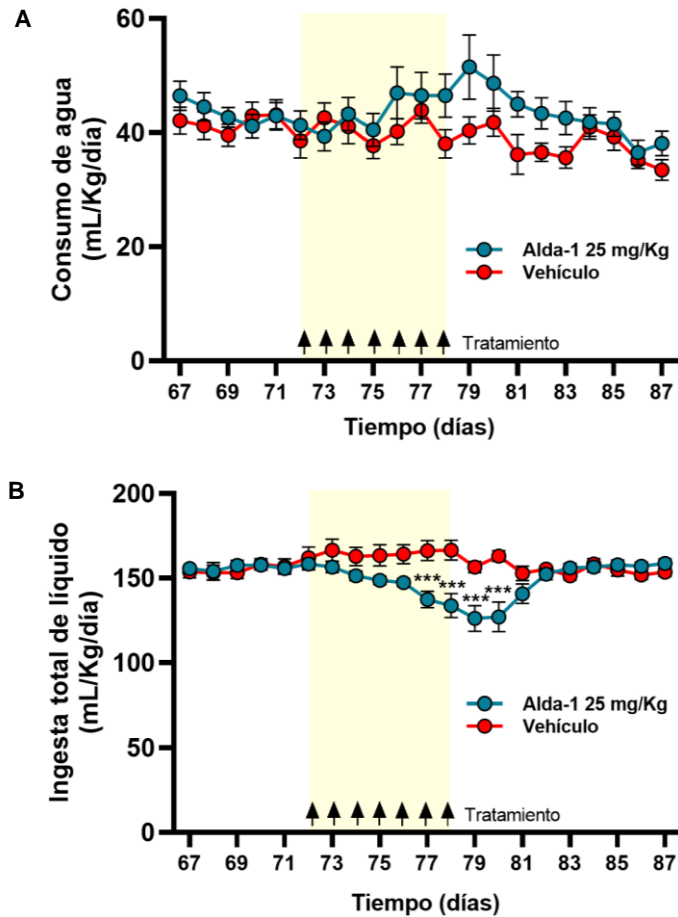 A
Consumo de agua
(mL/Kg/día)
60
40
20
0
Alda-1 25 mg/Kg
Vehículo
Tratamiento
67 69 71 73 75 77 79 81 83 85 87
Tiempo (días)
B
Ingesta total de líquido
(mL/Kg/día)
200
150
100
50
0
***
***
***
***
Alda-1 25 mg/Kg
Vehículo
Tratamiento
67 69 71 73 75 77 79 81 83 85 87
Tiempo (días)